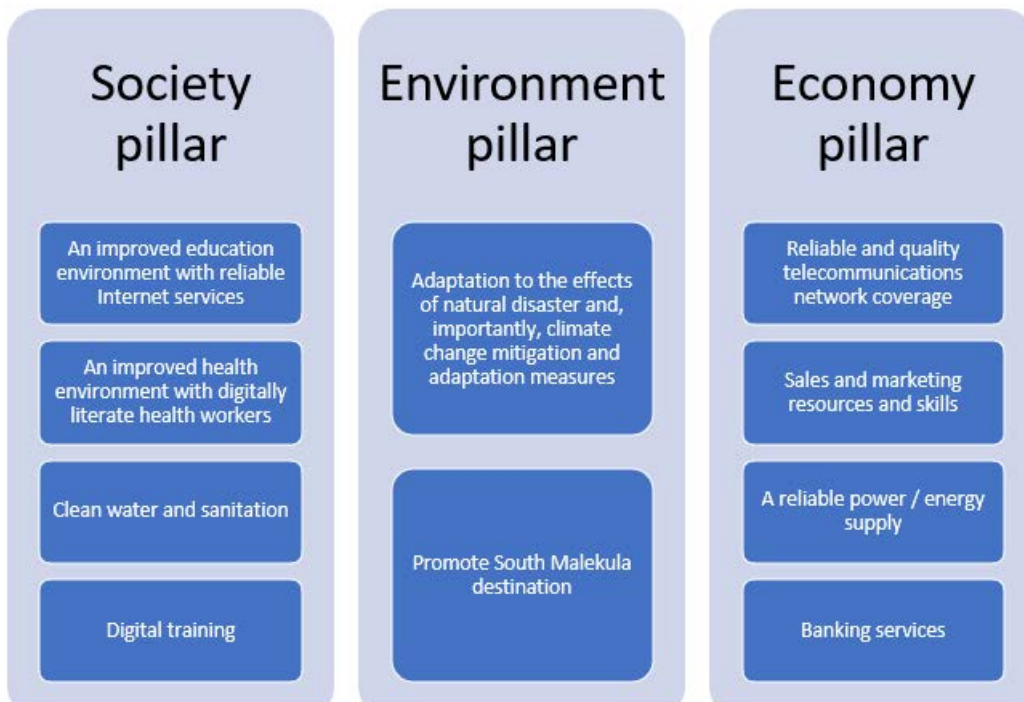 Society
pillar
An improved education
environment with reliable
Internet services
An improved health
environment with digitally
literate health workers
Clean water and sanitation
Digital training
Environment
pillar
Adaptation to the effects
of natural disaster and,
importantly, climate
change mitigation and
adaptation measures
Promote South Malekula
destination
Economy
pillar
Reliable and quality
telecommunications
network coverage
Sales and marketing
resources and skills
A reliable power / energy
supply
Banking services